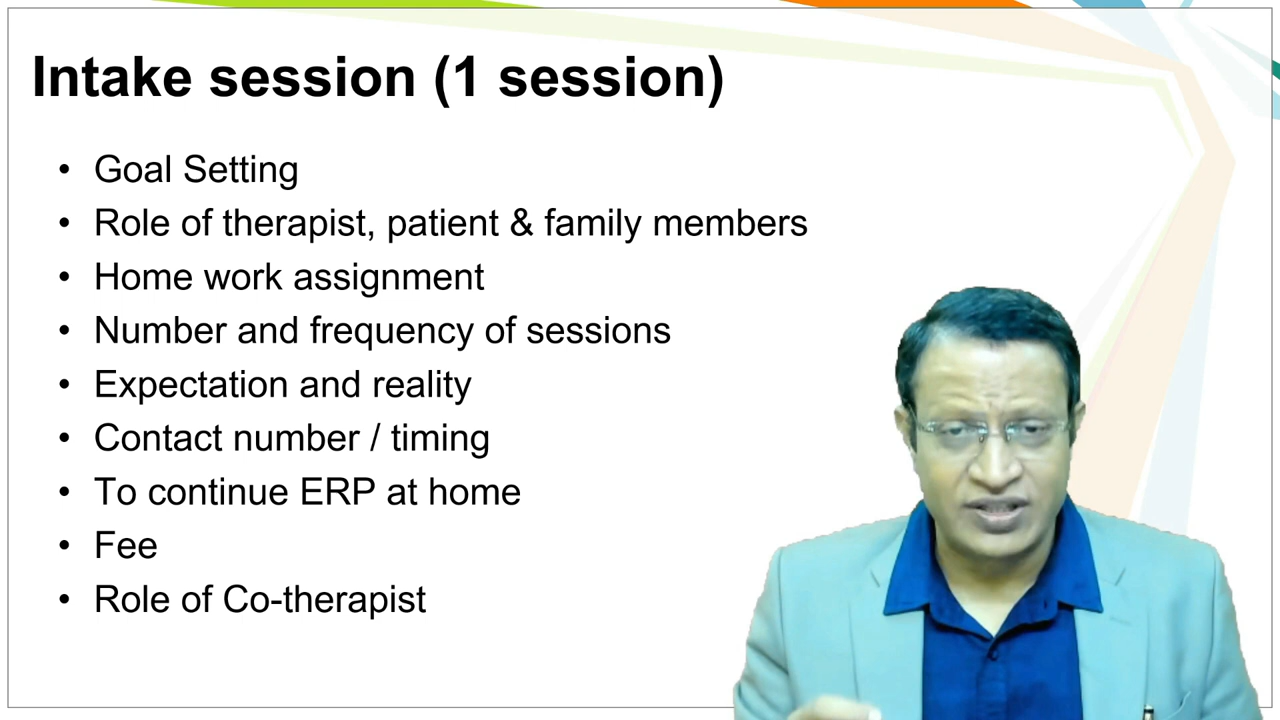 Intake session (1 session)
• Goal Setting
• Role of therapist, patient & family members
• Home work assignment
• Number and frequency of sessions
• Expectation and reality
• Contact number / timing
• To continue ERP at home
• Fee
• Role of Co-therapist